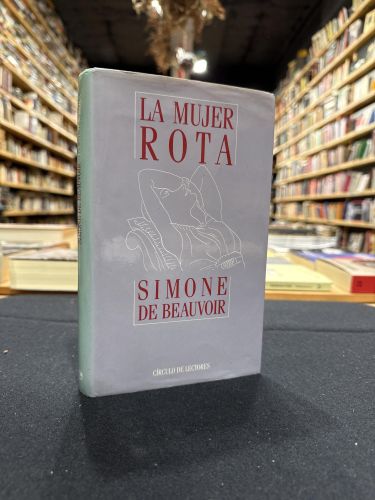 LA MUJER
ROTA
SIMONE
DE BEAUVOIR
CÍRCULO DE LECTORES